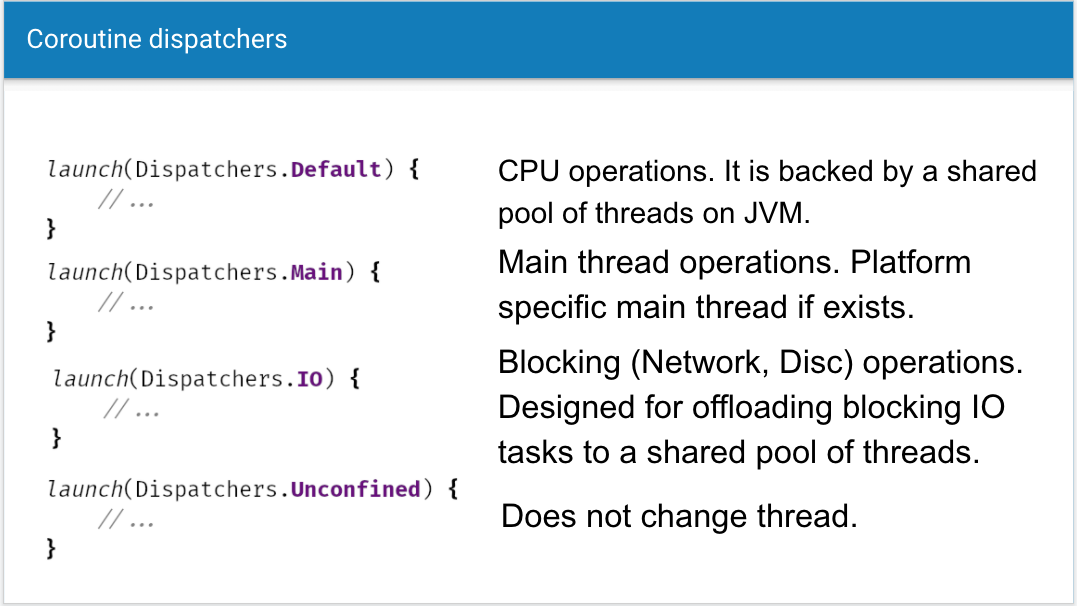 Coroutine dispatchers
launch(Dispatchers.Default) {
// ...
}
CPU operations. It is backed by a shared
pool of threads on JVM.
launch(Dispatchers.Main) {
// ...
}
Main thread operations. Platform
specific main thread if exists.
launch(Dispatchers.IO) {
// ...
}
Blocking (Network, Disc) operations.
Designed for offloading blocking IO
tasks to a shared pool of threads.
launch(Dispatchers.Unconfined) {
// ...
}
Does not change thread.